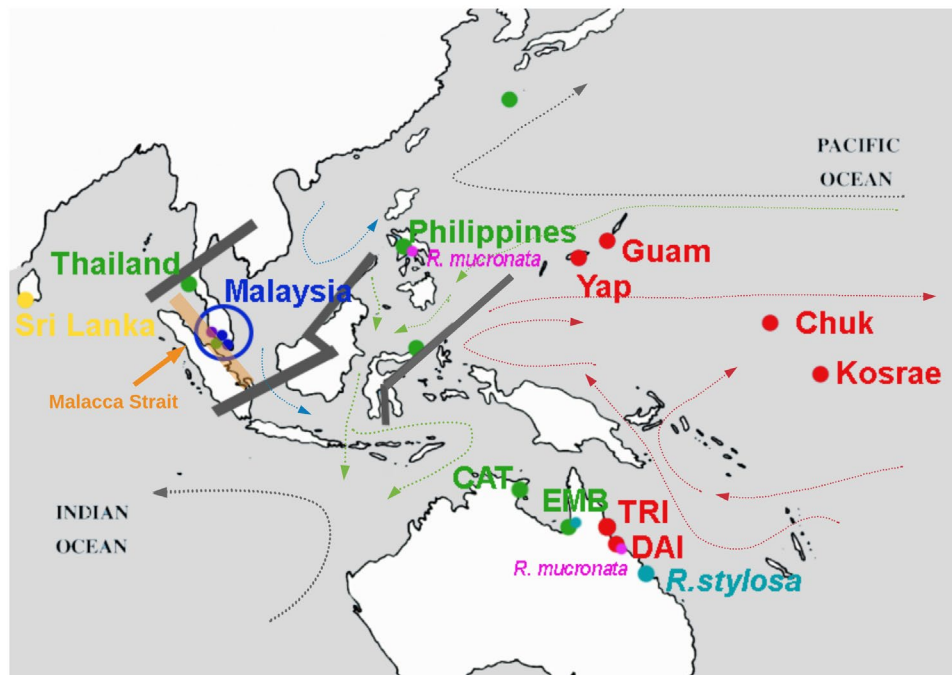 PACIFIC
OCEAN
Philippines
R. mucronata
Guam
Yap
Thailand
Malaysia
Sri Lanka
Chuk
Kosrae
Malacca Strait
CAT
EMB
TRI
DAI
R. mucronata
R.stylosa
INDIAN
OCEAN